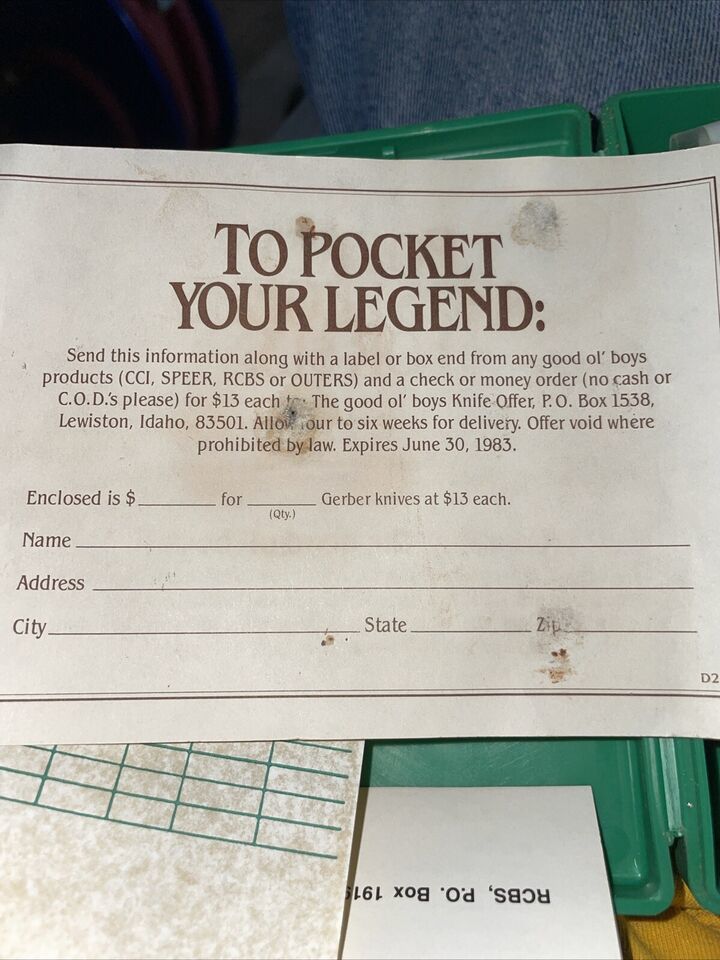 TO POCKET
YOUR LEGEND:
Send this information along with a label or box end from any good ol' boys
products (CCI, SPEER, RCBS or OUTERS) and a check or money order (no cash or
C.O.D.'s please) for $13 each to: The good ol' boys Knife Offer, P.O. Box 1538,
Lewiston, Idaho, 83501. Allow four to six weeks for delivery. Offer void where
prohibited by law. Expires June 30, 1983.
Enclosed is $ for Gerber knives at $13 each.
(Qty.)
Name
Address
City State Zip
D2
RCBS, P.O. Box 191